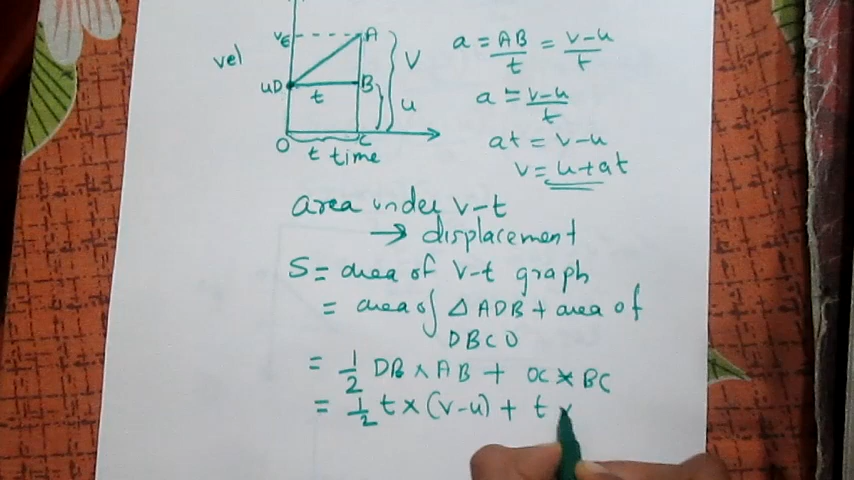 vel
VE
A
uD
B
t
V
u
O
t
c
time
a = AB/t = v-u/t
a = v-u/t
at = v-u
v = u+at
area under v-t
→ displacement
S = area of v-t graph
= area of △ ADB + area of
DBCO
= 1/2 DB × AB + OC × BC
= 1/2 t × (v-u) + t ×